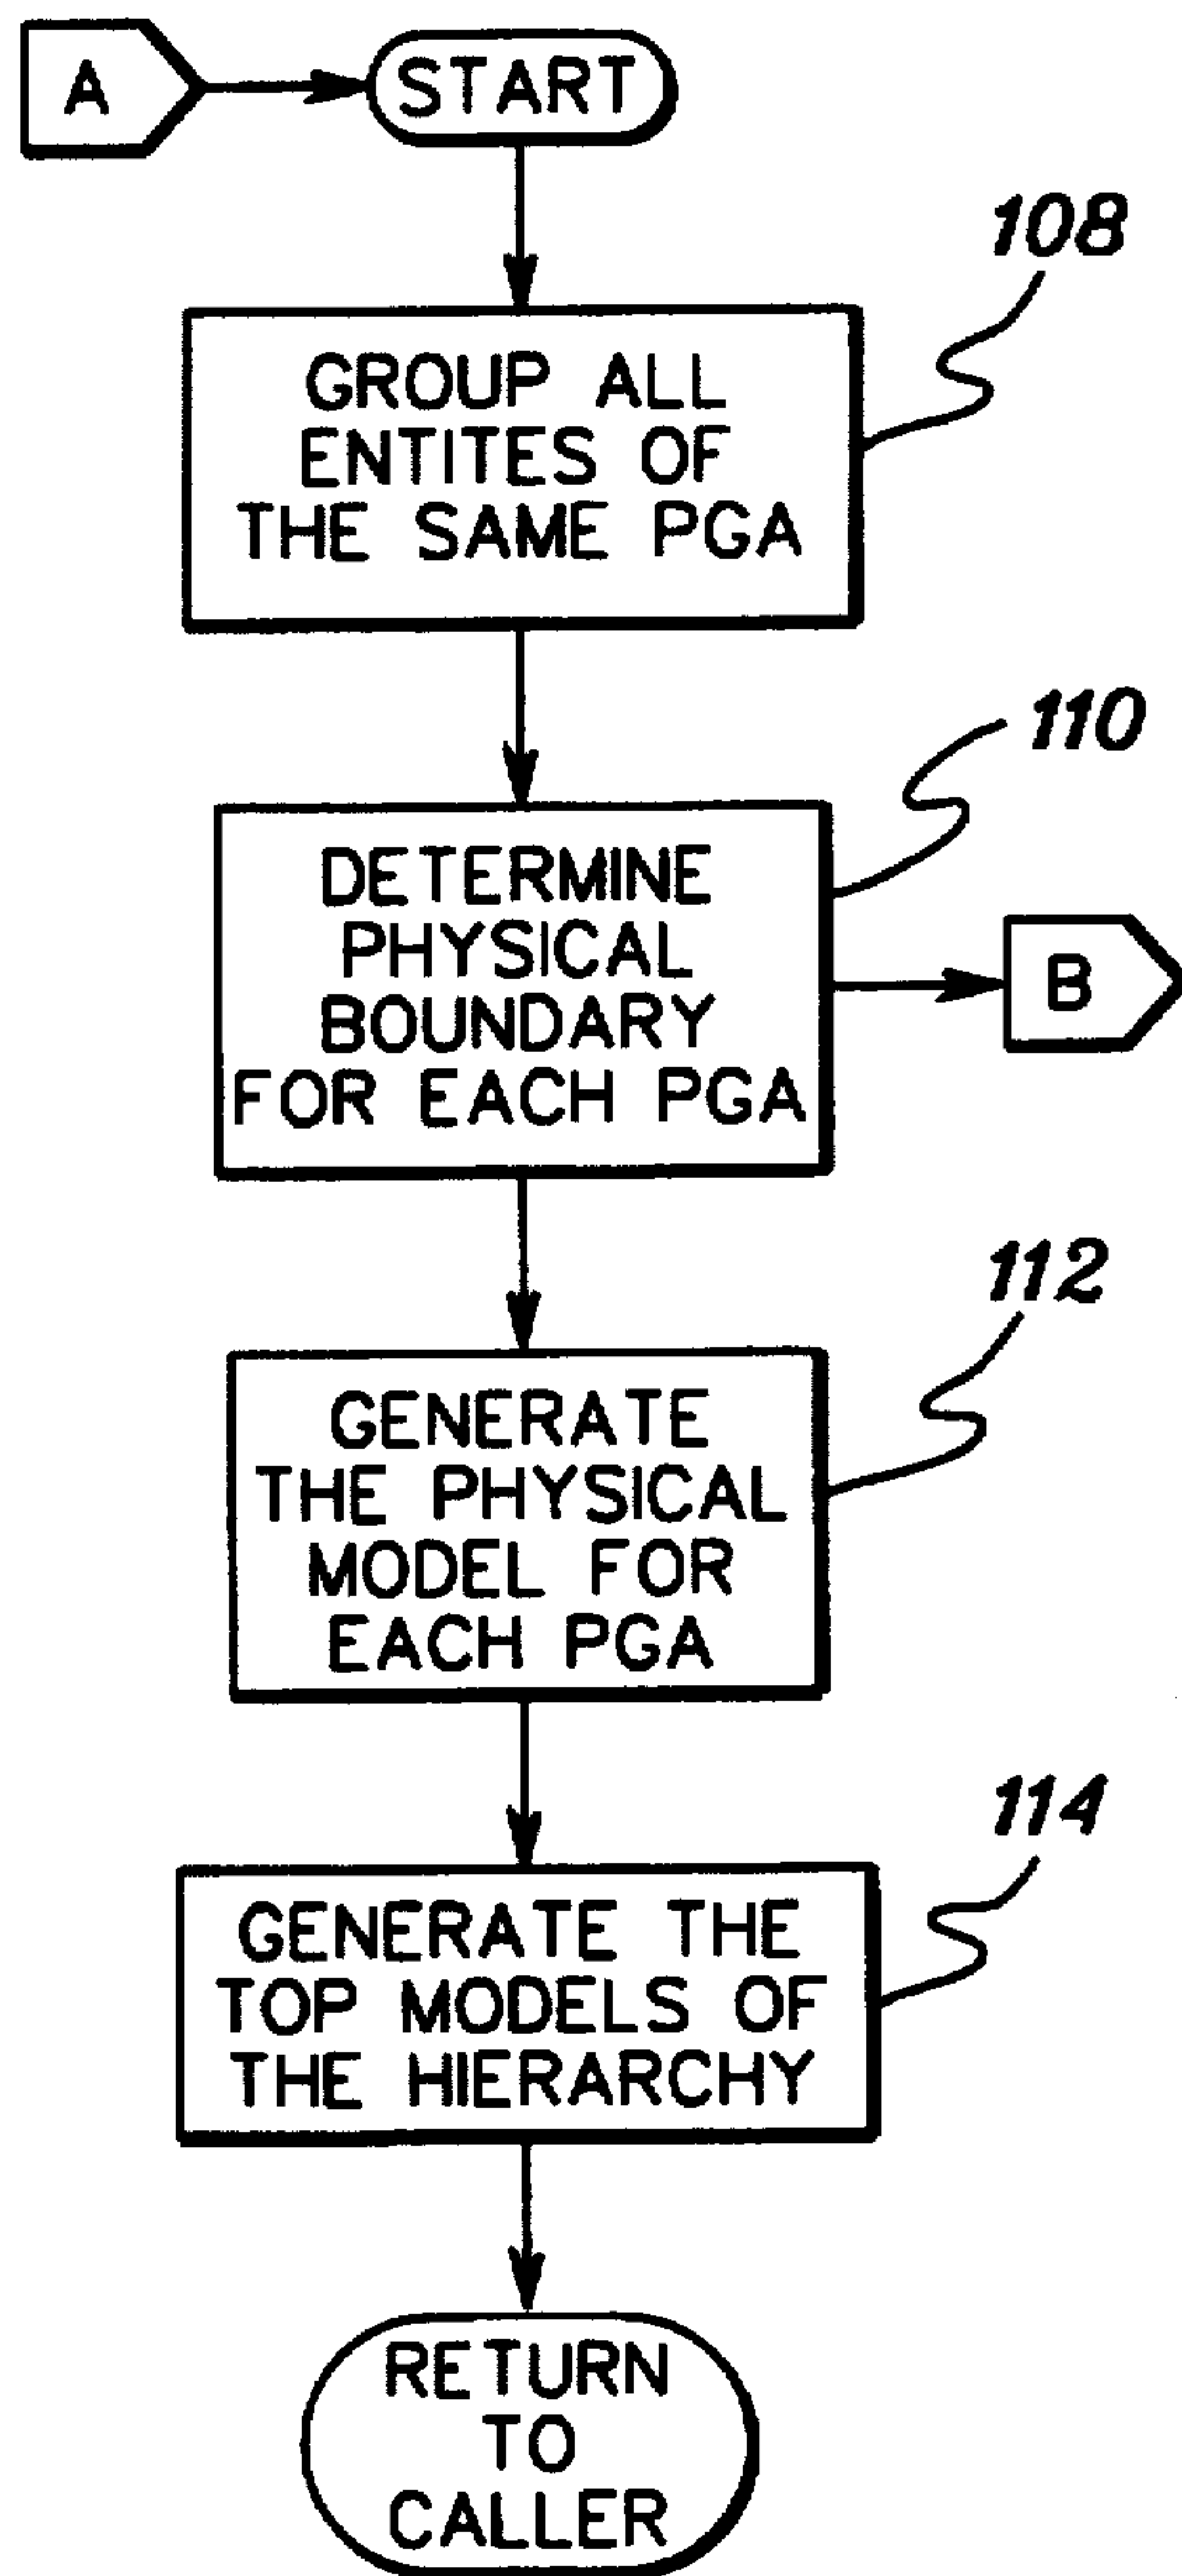 A
START
108
GROUP ALL
ENTITES OF
THE SAME PGA
110
DETERMINE
PHYSICAL
BOUNDARY
FOR EACH PGA
B
112
GENERATE
THE PHYSICAL
MODEL FOR
EACH PGA
114
GENERATE THE
TOP MODELS OF
THE HIERARCHY
RETURN
TO
CALLER